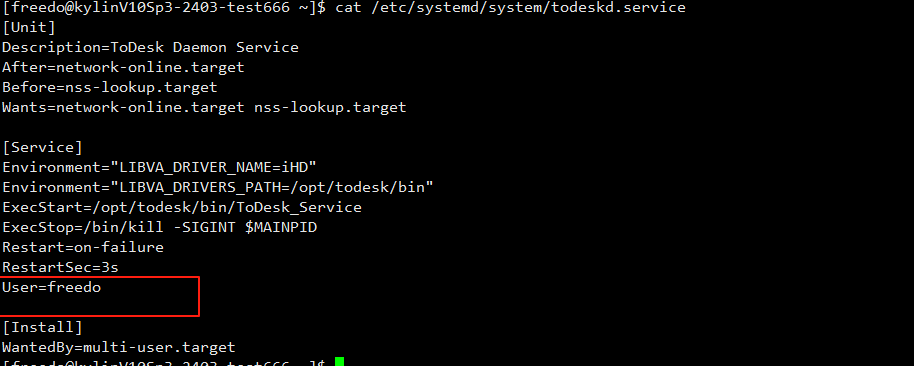 [freedo@kylinV10Sp3-2403-test666 ~]$ cat /etc/systemd/system/todeskd.service
[Unit]
Description=ToDesk Daemon Service
After=network-online.target
Before=nss-lookup.target
Wants=network-online.target nss-lookup.target
[Service]
Environment="LIBVA_DRIVER_NAME=iHD"
Environment="LIBVA_DRIVERS_PATH=/opt/todesk/bin"
ExecStart=/opt/todesk/bin/ToDesk_Service
ExecStop=/bin/kill -SIGINT $MAINPID
Restart=on-failure
RestartSec=3s
User=freedo
[Install]
WantedBy=multi-user.target
[freedo@kylinV10Sp3-2403-test666 ~]$